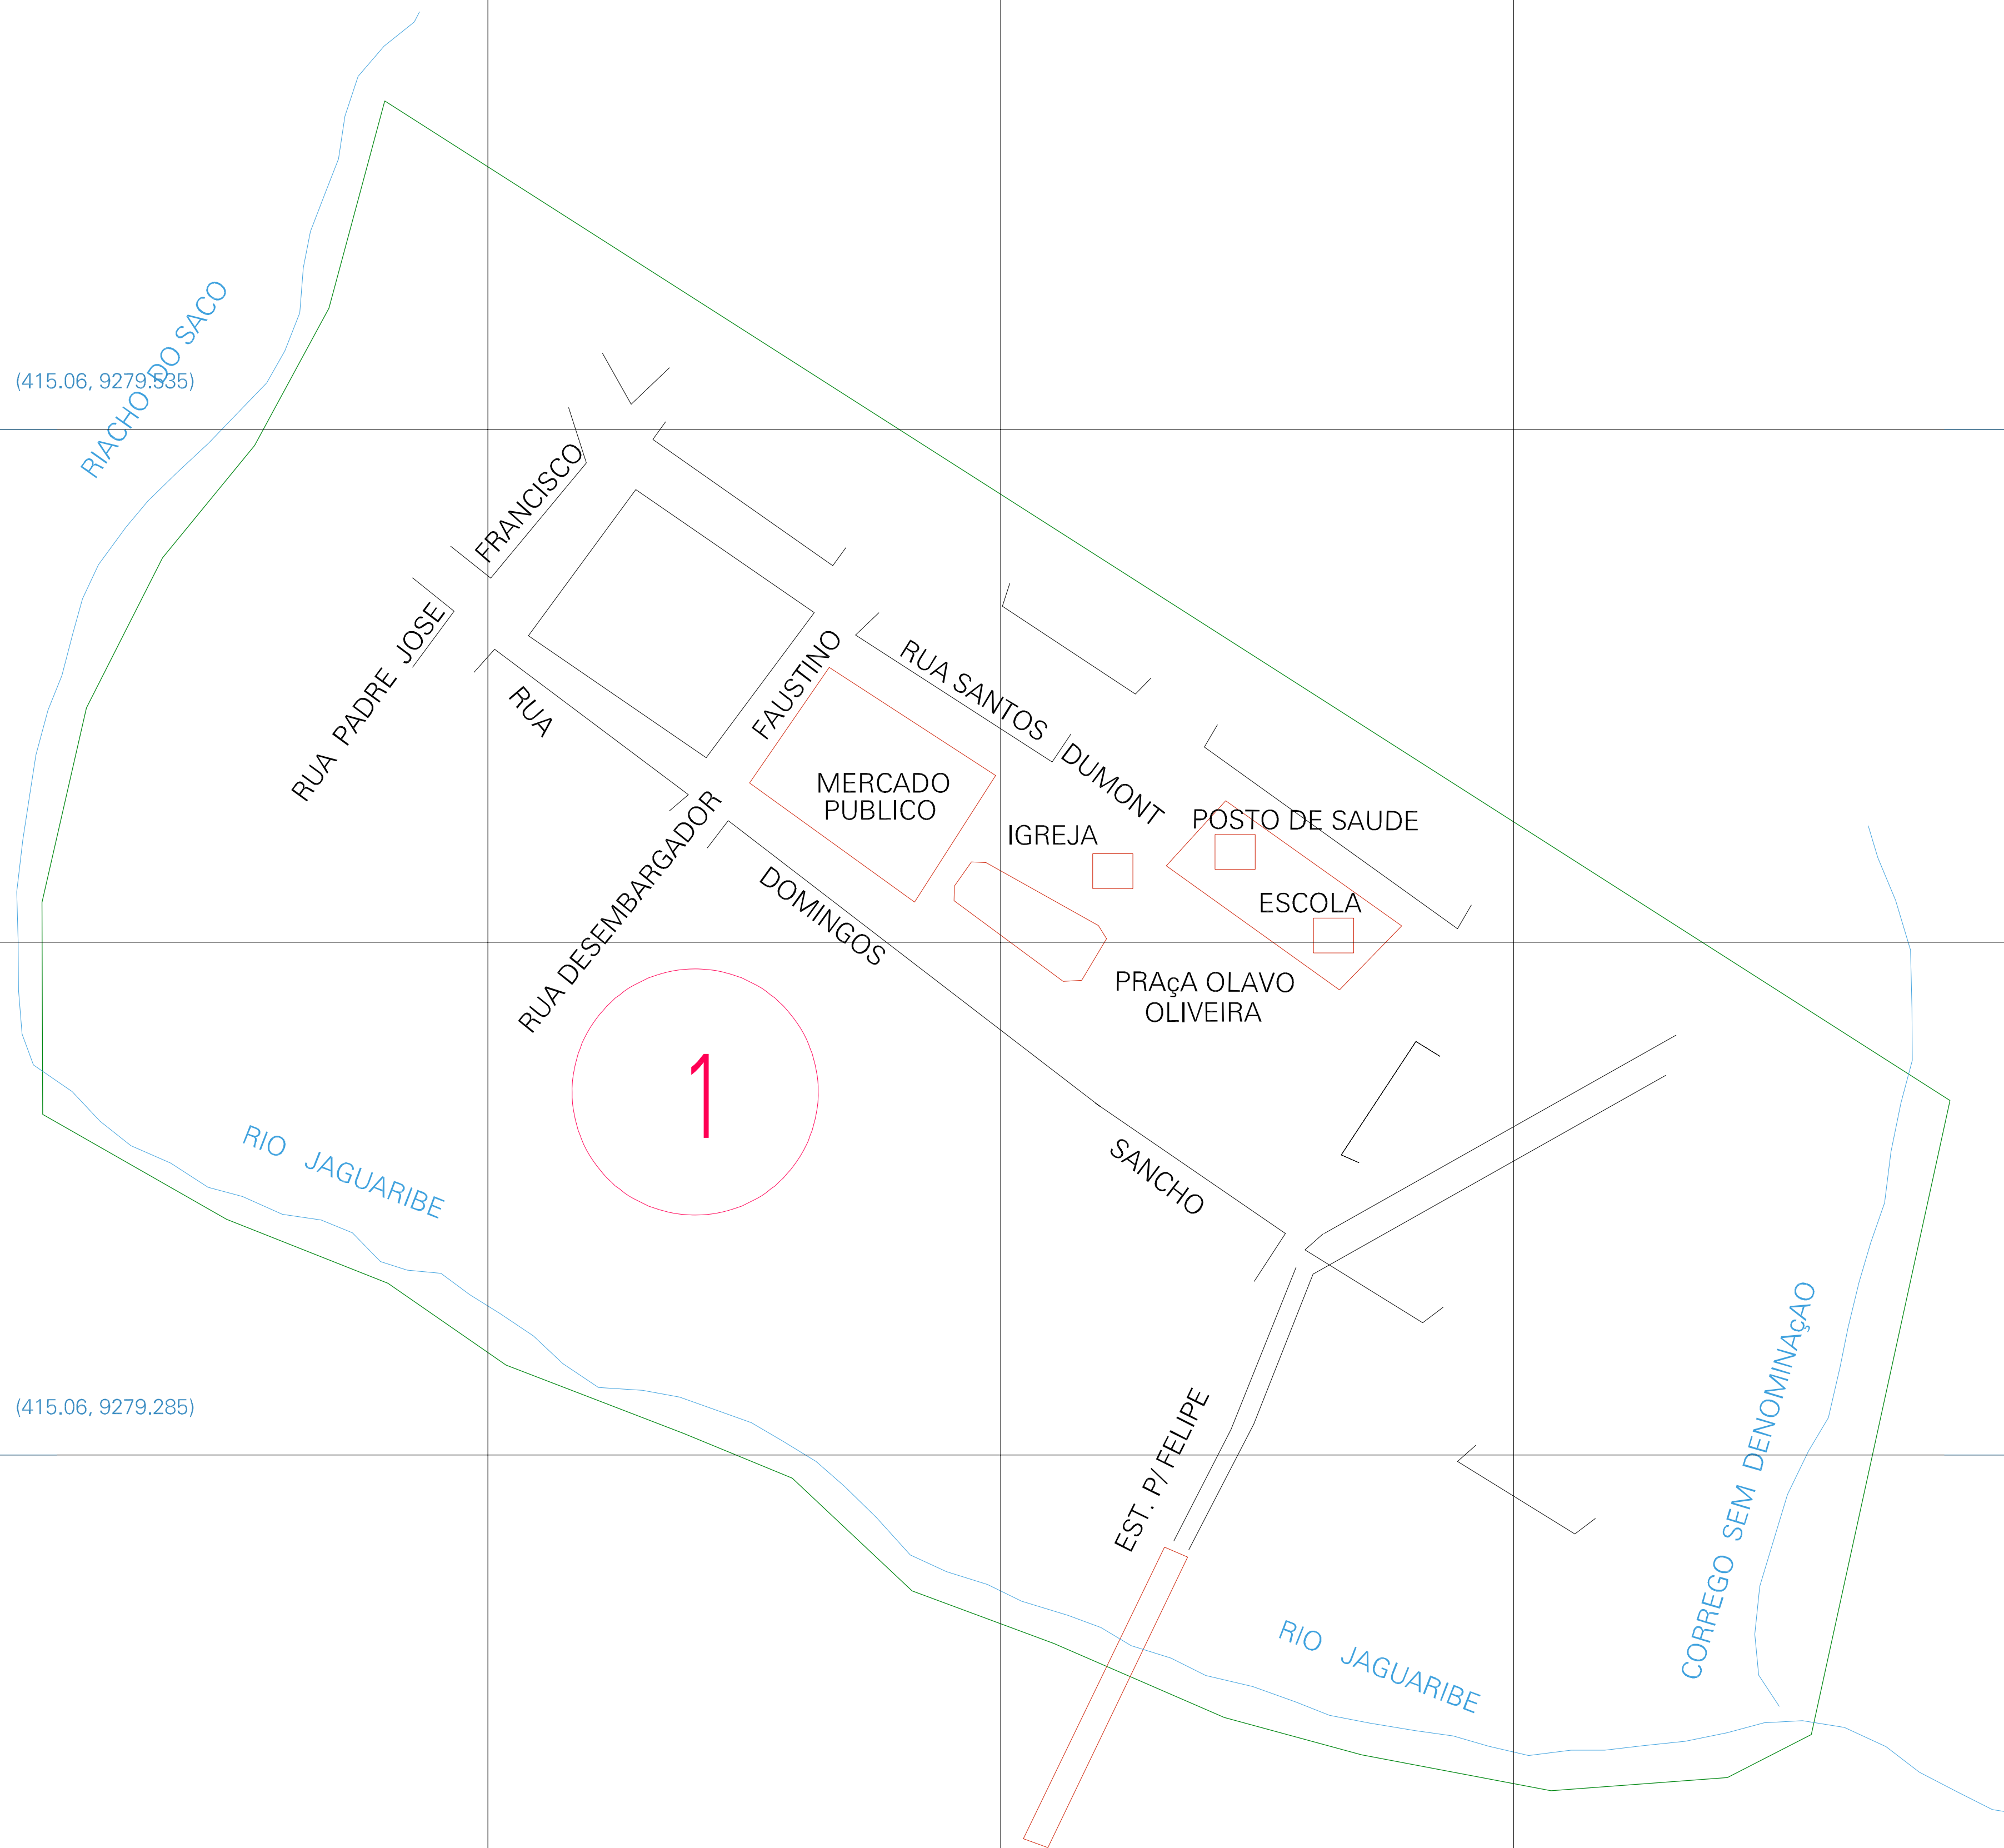 RIACHO DO SACO
(415.06, 9279.535)
FRANCISCO
RUA PADRE JOSE
RUA
FAUSTINO
RUA SANTOS DUMONT
MERCADO
PUBLICO
IGREJA
POSTO DE SAUDE
ESCOLA
RUA DESEMBARGADOR
DOMINGOS
PRAçA OLAVO
OLIVEIRA
1
RIO JAGUARIBE
SANCHO
(415.06, 9279.285)
EST. P/ FELIPE
CORREGO SEM DENOMINAçAO
RIO JAGUARIBE